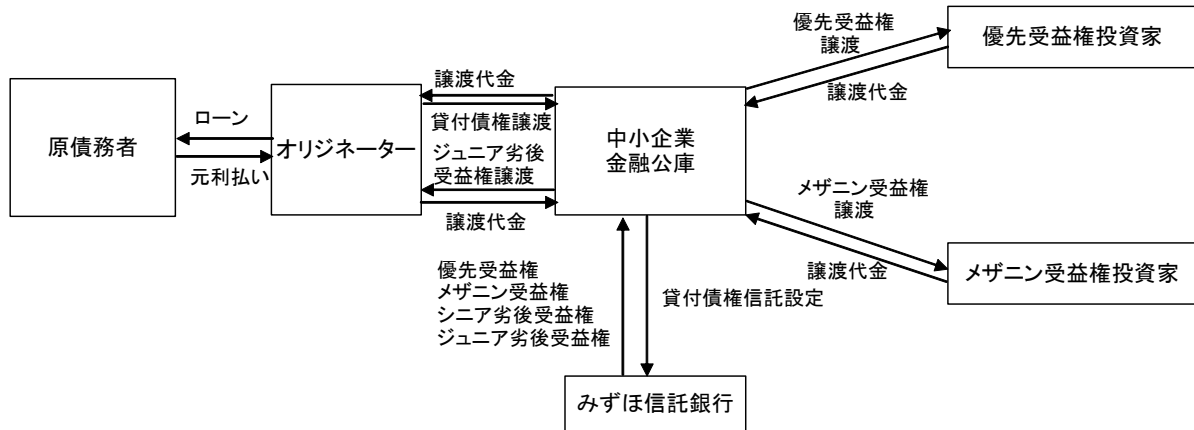 優先受益権
譲渡
優先受益権投資家
譲渡代金
譲渡代金
ローン
貸付債権譲渡
原債務者
オリジネーター
中小企業
金融公庫
ジュニア劣後
受益権譲渡
元利払い
譲渡代金
メザニン受益権
譲渡
譲渡代金
メザニン受益権投資家
優先受益権
メザニン受益権
シニア劣後受益権
ジュニア劣後受益権
貸付債権信託設定
みずほ信託銀行